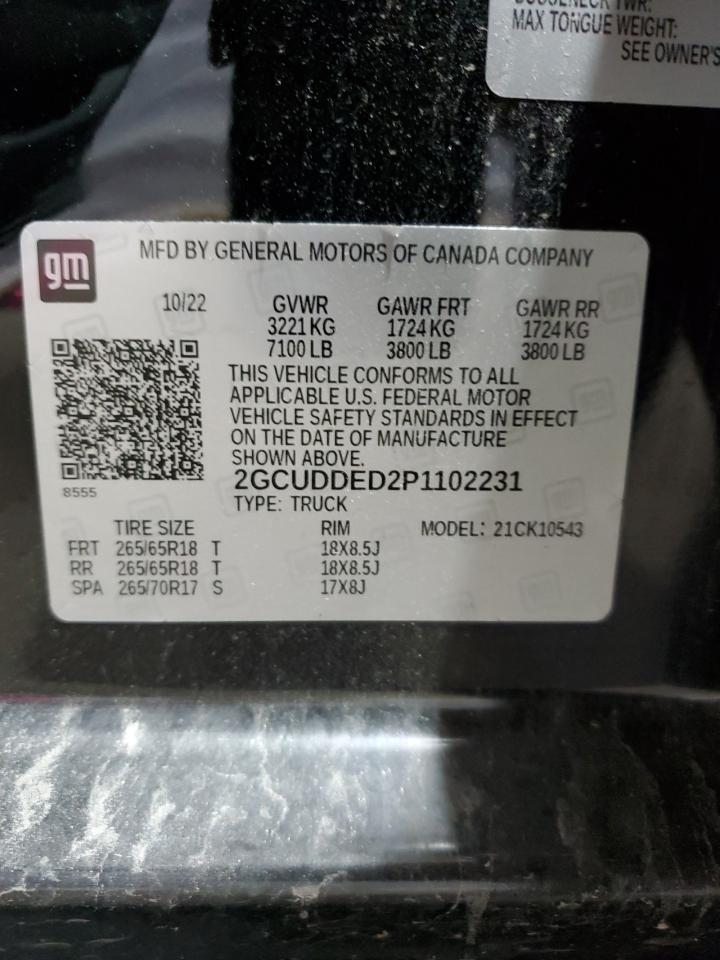 TWR:
MAX TONGUE WEIGHT:
SEE OWNER'S
gm
MFD BY GENERAL MOTORS OF CANADA COMPANY
10/22 GVWR GAWR FRT GAWR RR
3221 KG 1724 KG 1724 KG
7100 LB 3800 LB 3800 LB
THIS VEHICLE CONFORMS TO ALL
APPLICABLE U.S. FEDERAL MOTOR
VEHICLE SAFETY STANDARDS IN EFFECT
ON THE DATE OF MANUFACTURE
SHOWN ABOVE.
2GCUDDED2P1102231
8555
TYPE: TRUCK
TIRE SIZE RIM MODEL: 21CK10543
FRT 265/65R18 T 18X8.5J
RR 265/65R18 T 18X8.5J
SPA 265/70R17 S 17X8J